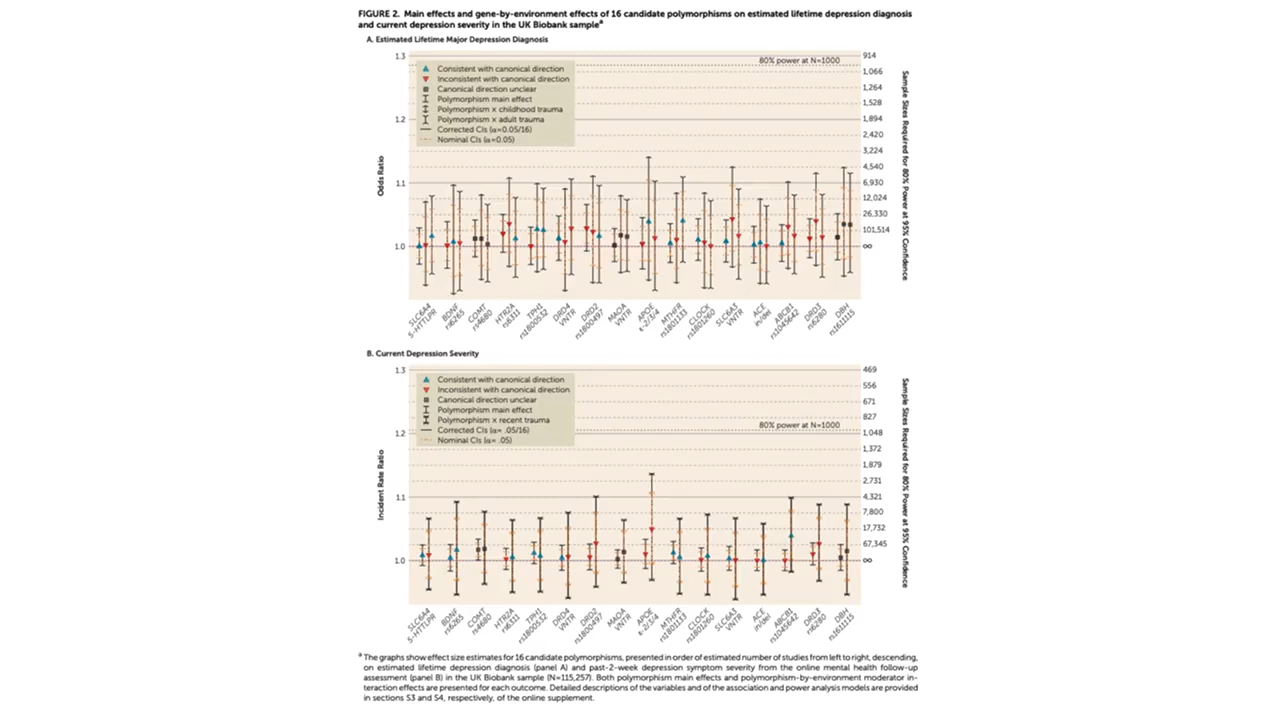 FIGURE 2. Main effects and gene-by-environment effects of 16 candidate polymorphisms on estimated lifetime depression diagnosis
and current depression severity in the UK Biobank sampleª
A. Estimated Lifetime Major Depression Diagnosis
Odds Ratio
1.3
1.2
1.1
1.0
Consistent with canonical direction
Inconsistent with canonical direction
Canonical direction unclear
Polymorphism main effect
Polymorphism × childhood trauma
Polymorphism × adult trauma
Corrected CIs (α=0.05/16)
Nominal CIs (α=0.05)
80% power at N=1000
914
1,066
1,264
1,528
1,894
2,420
3,224
4,540
6,930
12,024
26,330
101,514
∞
Sample Sizes Required for 80% Power at 95% Confidence
SLC6A4 5-HTTLPR
BDNF rs6265
COMT rs4680
HTR2A rs6311
TPH1 rs1800532
DRD4 VNTR
DRD2 rs1800497
MAOA VNTR
APOE ε-2/3/4
MTHFR rs1801133
CLOCK rs1801260
SLC6A3 VNTR
ACE in/del
ABCB1 rs1045642
DRD3 rs6280
DBH rs1611115
B. Current Depression Severity
Incident Rate Ratio
1.3
1.2
1.1
1.0
Consistent with canonical direction
Inconsistent with canonical direction
Canonical direction unclear
Polymorphism main effect
Polymorphism × recent trauma
Corrected CIs (α= .05/16)
Nominal CIs (α= .05)
80% power at N=1000
469
556
671
827
1,048
1,372
1,879
2,731
4,321
7,800
17,732
67,345
∞
Sample Sizes Required for 80% Power at 95% Confidence
SLC6A4 5-HTTLPR
BDNF rs6265
COMT rs4680
HTR2A rs6311
TPH1 rs1800532
DRD4 VNTR
DRD2 rs1800497
MAOA VNTR
APOE ε-2/3/4
MTHFR rs1801133
CLOCK rs1801260
SLC6A3 VNTR
ACE in/del
ABCB1 rs1045642
DRD3 rs6280
DBH rs1611115
ª The graphs show effect size estimates for 16 candidate polymorphisms, presented in order of estimated number of studies from left to right, descending,
on estimated lifetime depression diagnosis (panel A) and past-2-week depression symptom severity from the online mental health follow-up
assessment (panel B) in the UK Biobank sample (N=115,257). Both polymorphism main effects and polymorphism-by-environment moderator in-
teraction effects are presented for each outcome. Detailed descriptions of the variables and of the association and power analysis models are provided
in sections S3 and S4, respectively, of the online supplement.